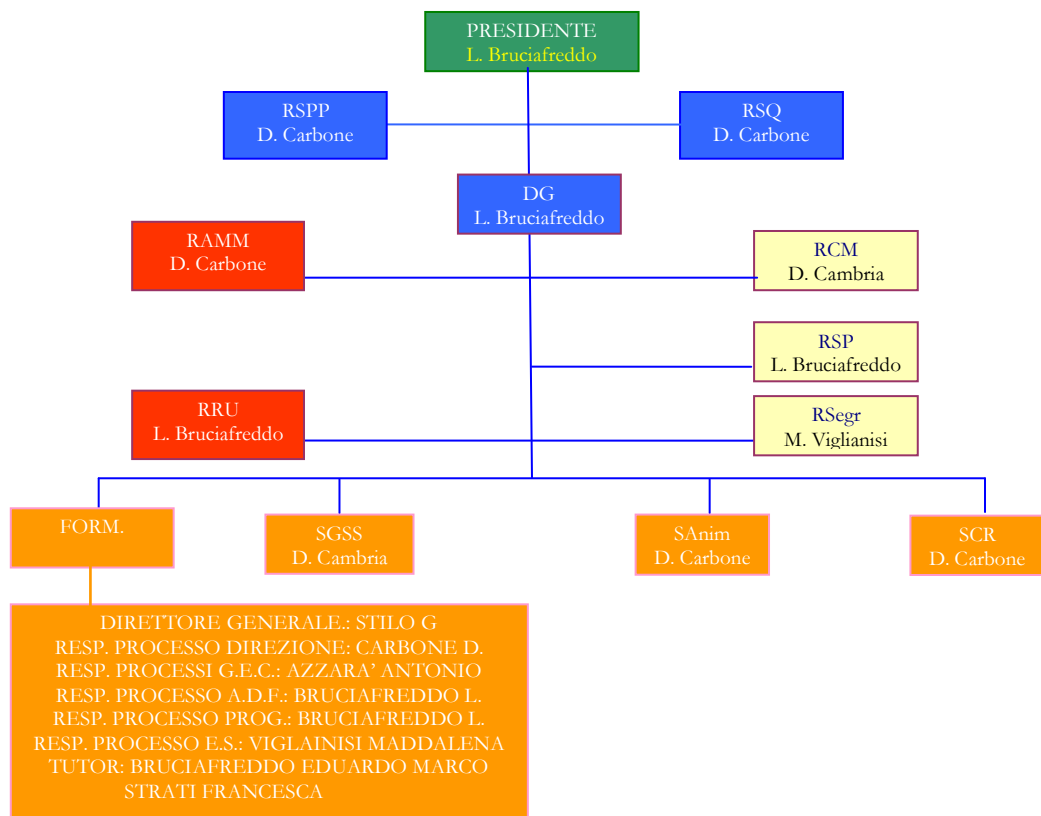 PRESIDENTE
L. Bruciafreddo
RSPP
D. Carbone
RSQ
D. Carbone
DG
L. Bruciafreddo
RAMM
D. Carbone
RCM
D. Cambria
RSP
L. Bruciafreddo
RRU
L. Bruciafreddo
RSegr
M. Viglianisi
FORM.
SGSS
D. Cambria
SAnim
D. Carbone
SCR
D. Carbone
DIRETTORE GENERALE.: STILO G
RESP. PROCESSO DIREZIONE: CARBONE D.
RESP. PROCESSI G.E.C.: AZZARA' ANTONIO
RESP. PROCESSO A.D.F.: BRUCIAFREDDO L.
RESP. PROCESSO PROG.: BRUCIAFREDDO L.
RESP. PROCESSO E.S.: VIGLAINISI MADDALENA
TUTOR: BRUCIAFREDDO EDUARDO MARCO
STRATI FRANCESCA